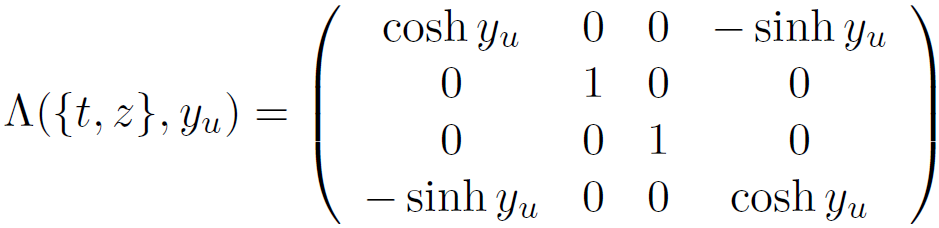 Λ({t, z}, y_u) = ( cosh y_u 0 0 − sinh y_u
0 1 0 0
0 0 1 0
− sinh y_u 0 0 cosh y_u )